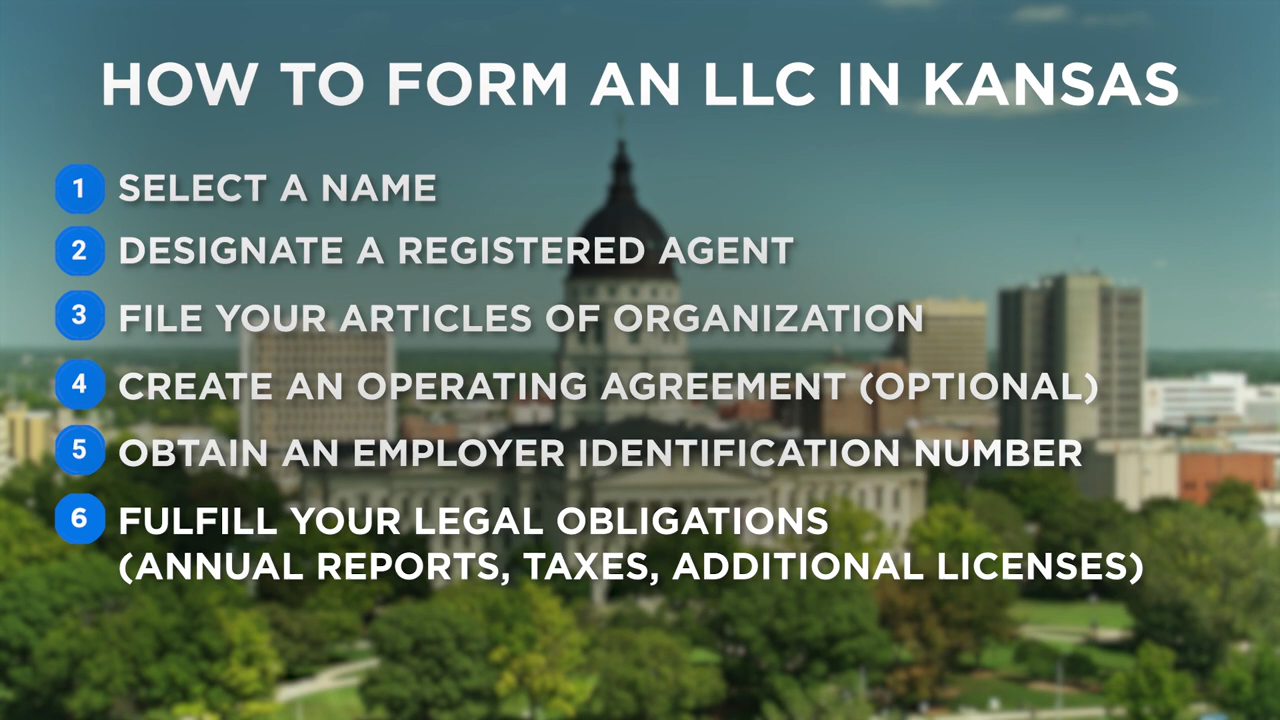 HOW TO FORM AN LLC IN KANSAS
1 SELECT A NAME
2 DESIGNATE A REGISTERED AGENT
3 FILE YOUR ARTICLES OF ORGANIZATION
4 CREATE AN OPERATING AGREEMENT (OPTIONAL)
5 OBTAIN AN EMPLOYER IDENTIFICATION NUMBER
6 FULFILL YOUR LEGAL OBLIGATIONS
(ANNUAL REPORTS, TAXES, ADDITIONAL LICENSES)